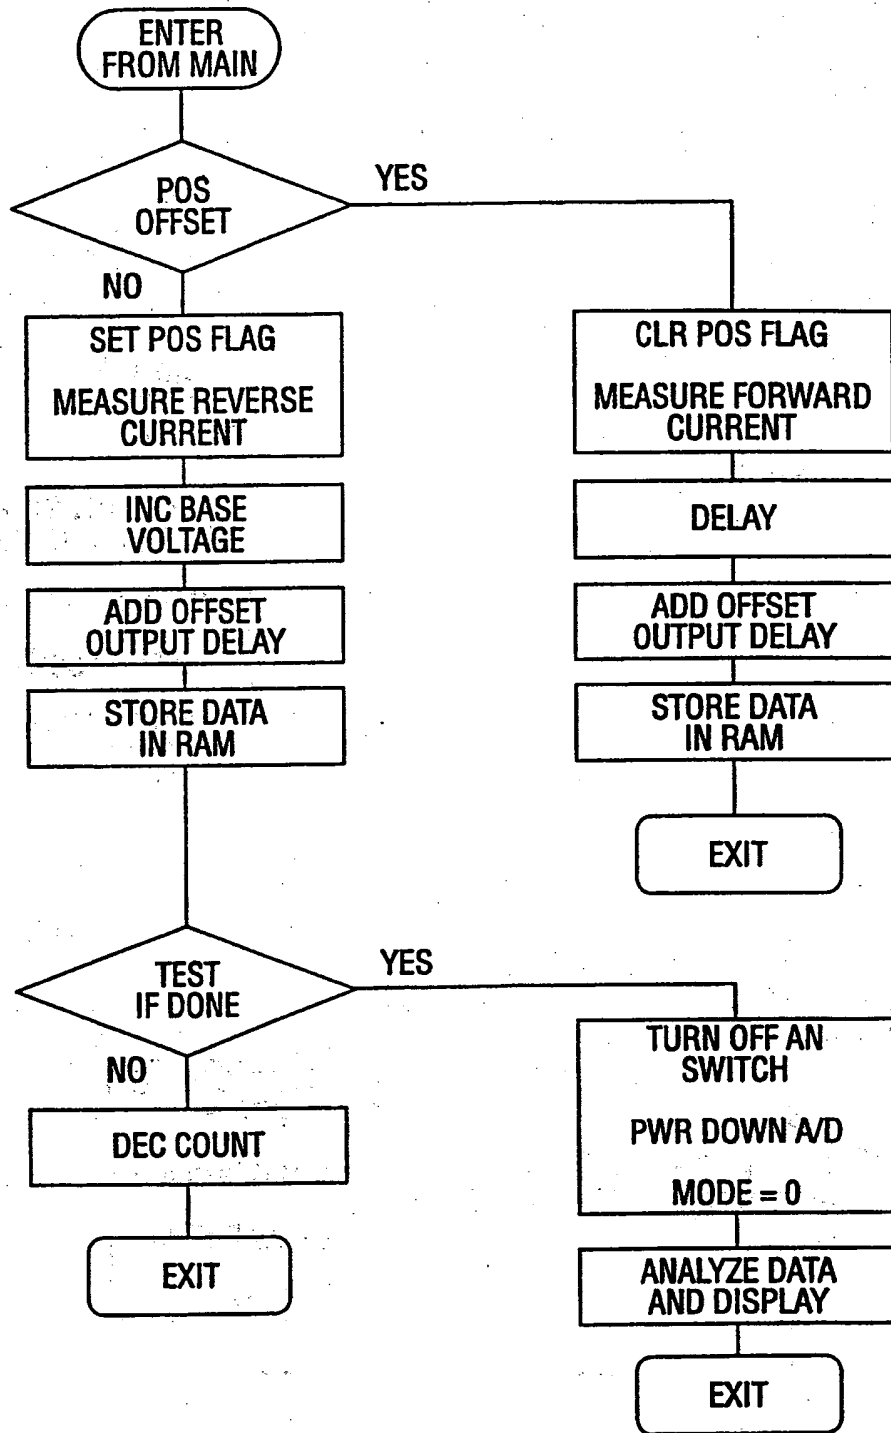 ENTER
FROM MAIN
POS
OFFSET
YES
NO
SET POS FLAG
MEASURE REVERSE
CURRENT
INC BASE
VOLTAGE
ADD OFFSET
OUTPUT DELAY
STORE DATA
IN RAM
CLR POS FLAG
MEASURE FORWARD
CURRENT
DELAY
ADD OFFSET
OUTPUT DELAY
STORE DATA
IN RAM
EXIT
TEST
IF DONE
YES
NO
DEC COUNT
EXIT
TURN OFF AN
SWITCH
PWR DOWN A/D
MODE = 0
ANALYZE DATA
AND DISPLAY
EXIT